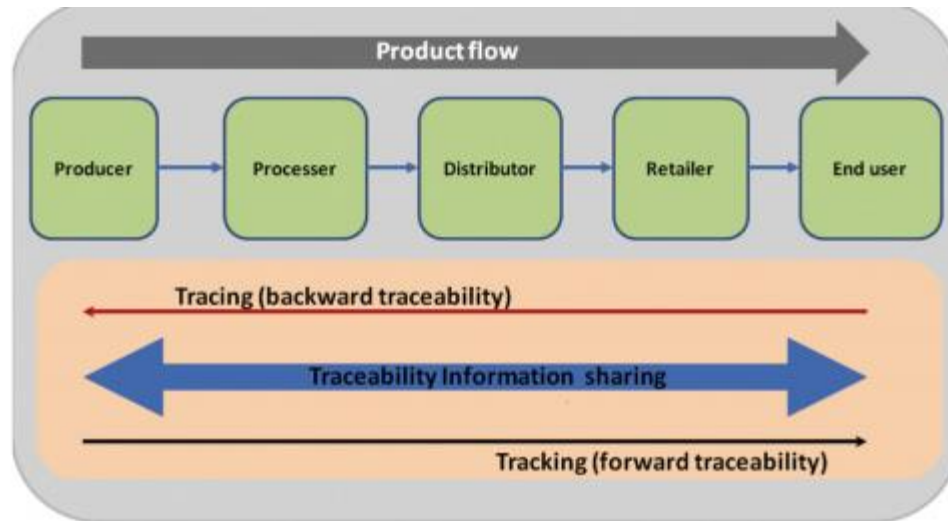 Product flow
Producer
Processer
Distributor
Retailer
End user
Tracing (backward traceability)
Traceability Information sharing
Tracking (forward traceability)